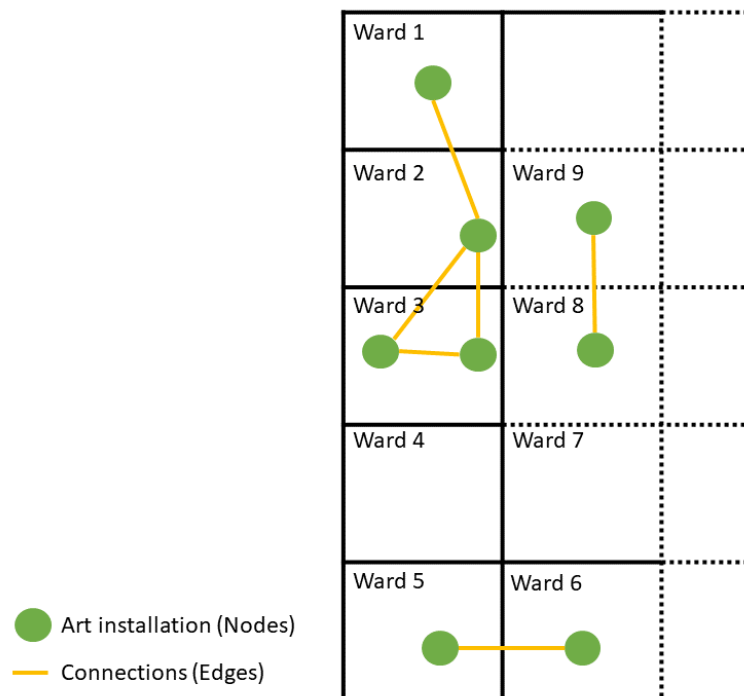 Ward 1
Ward 2
Ward 9
Ward 3
Ward 8
Ward 4
Ward 7
Ward 5
Ward 6
Art installation (Nodes)
Connections (Edges)